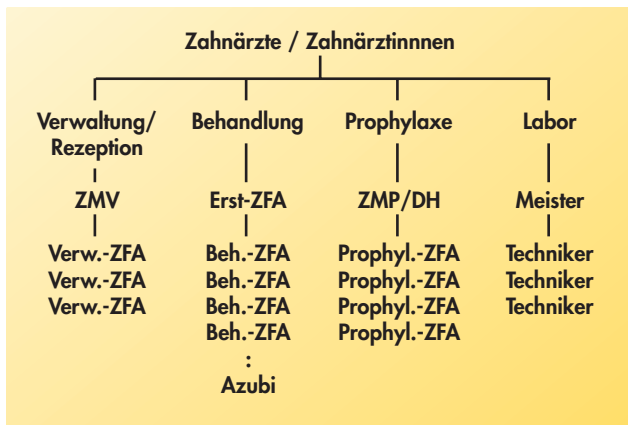 Zahnärzte / Zahnärztinnnen
Verwaltung/ Behandlung Prophylaxe Labor
Rezeption
ZMV Erst-ZFA ZMP/DH Meister
Verw.-ZFA Beh.-ZFA Prophyl.-ZFA Techniker
Verw.-ZFA Beh.-ZFA Prophyl.-ZFA Techniker
Verw.-ZFA Beh.-ZFA Prophyl.-ZFA Techniker
Beh.-ZFA Prophyl.-ZFA
:
Azubi